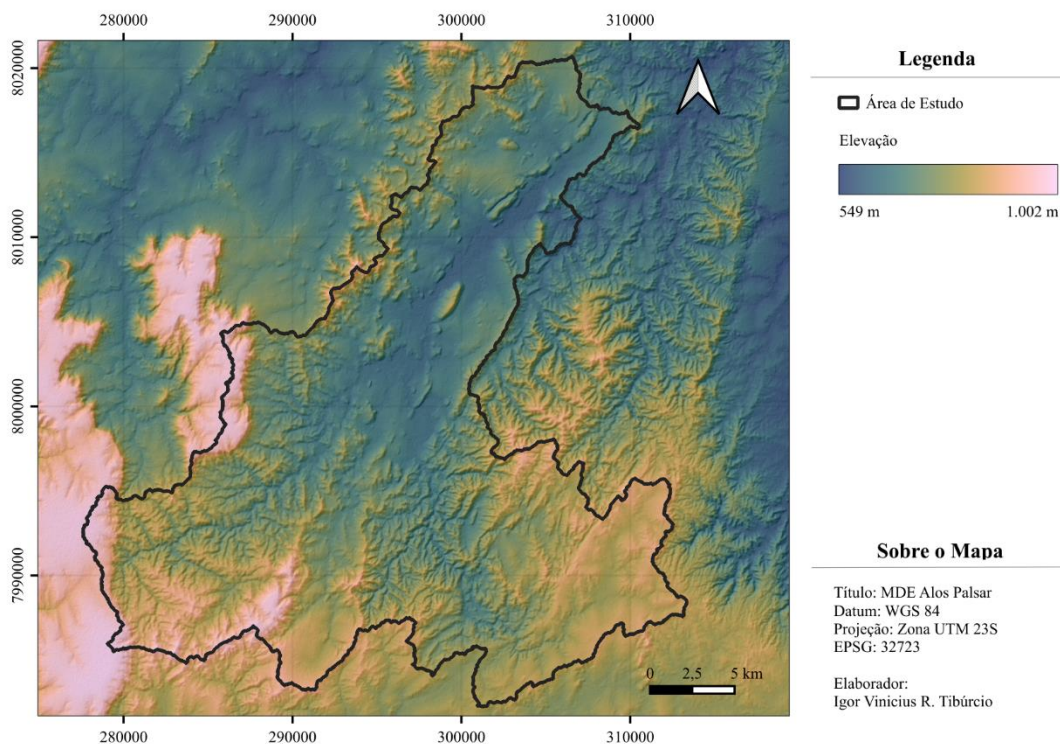 280000 290000 300000 310000
8020000
8010000
8000000
7990000
0 2,5 5 km
280000 290000 300000 310000
Legenda
Área de Estudo
Elevação
549 m 1.002 m
Sobre o Mapa
Título: MDE Alos Palsar
Datum: WGS 84
Projeção: Zona UTM 23S
EPSG: 32723
Elaborador:
Igor Vinicius R. Tibúrcio